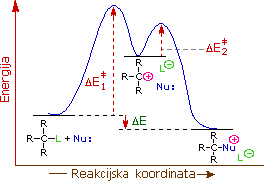 Energija
ΔE₁‡
ΔE₂‡
R
R C ⊕
R
L ⊖
Nu:
ΔE
R
R C L + Nu:
R
R
R C Nu ⊕
R
L ⊖
Reakcijska koordinata